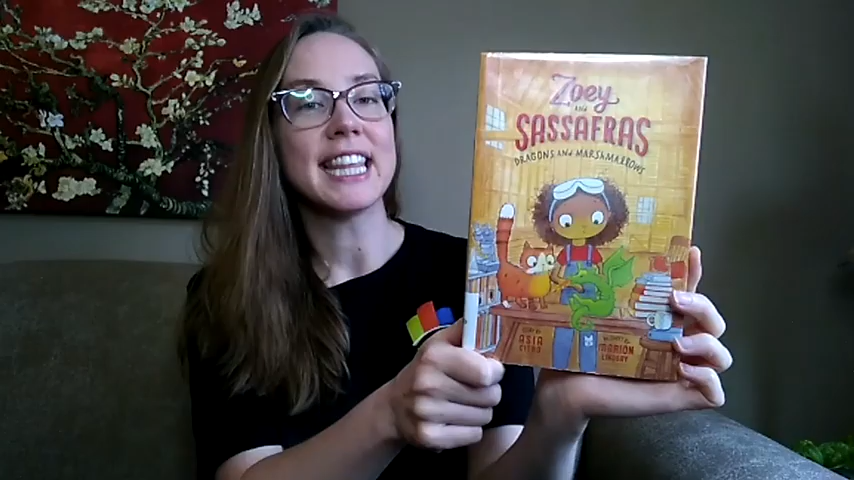 Zoey
AND
SASSAFRAS
DRAGONS AND MARSHMALLOWS
ASIA
CITRO
MARION
LINDSAY